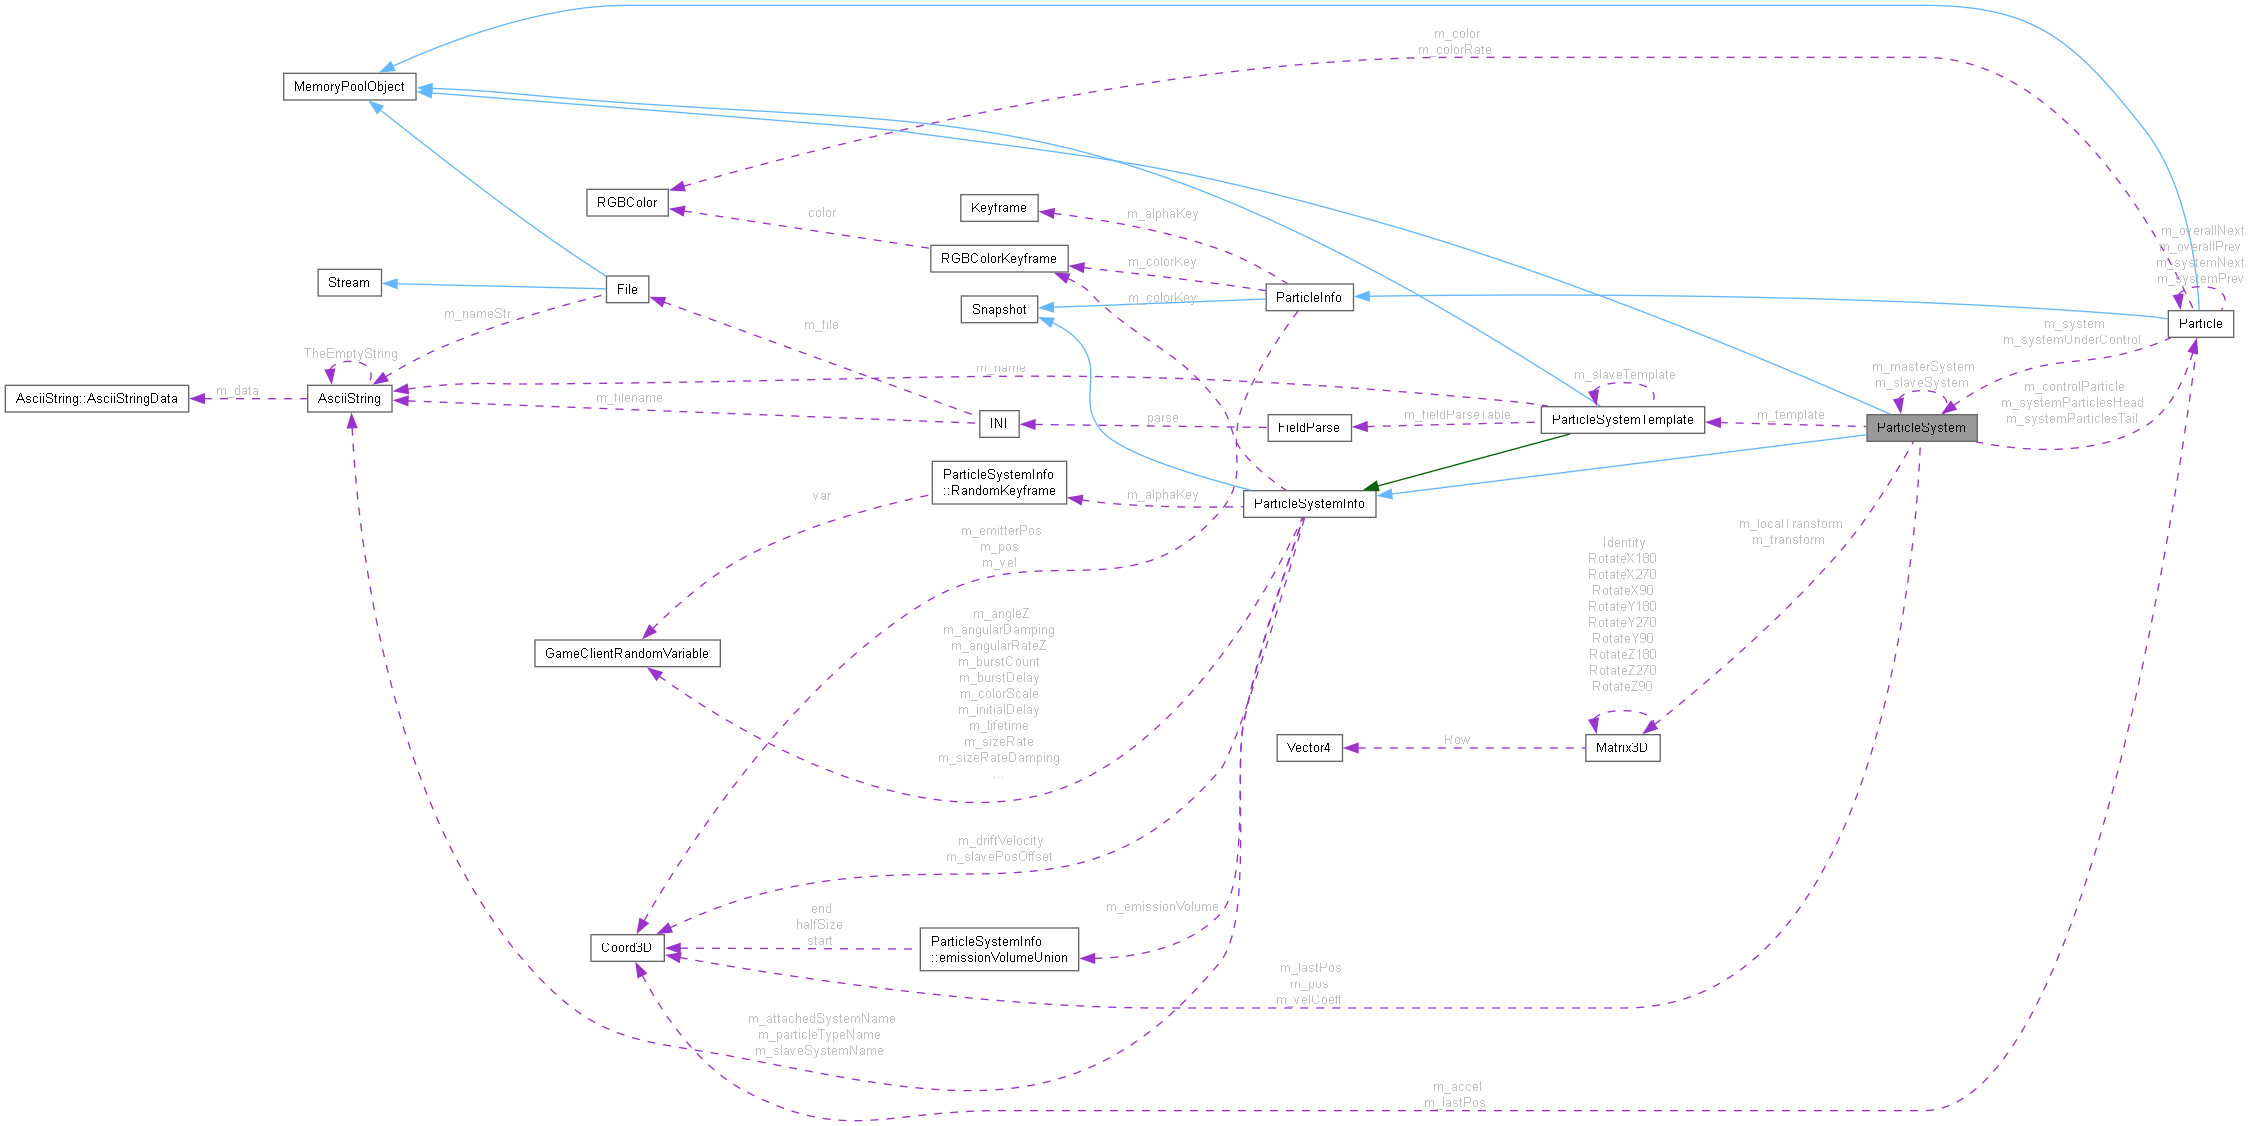 m_color
m_colorRate
MemoryPoolObject
RGBColor
Keyframe
m_alphaKey
color
m_overallNext
m_overallPrev
m_systemNext
m_systemPrev
RGBColorKeyframe
m_colorKey
Stream
File
m_colorKey
ParticleInfo
Snapshot
m_nameStr
m_file
Particle
m_system
m_systemUnderControl
TheEmptyString
m_name
m_slaveTemplate
m_masterSystem
m_slaveSystem
m_controlParticle
m_systemParticlesHead
m_systemParticlesTail
AsciiString::AsciiStringData
m_data
AsciiString
m_filename
INI
parse
FieldParse
m_fieldParseTable
ParticleSystemTemplate
m_template
ParticleSystem
ParticleSystemInfo
::RandomKeyframe
var
m_alphaKey
ParticleSystemInfo
m_emitterPos
m_pos
m_vel
m_localTransform
m_transform
Identity
RotateX180
RotateX270
RotateX90
RotateY180
RotateY270
RotateY90
RotateZ180
RotateZ270
RotateZ90
...
m_angleZ
m_angularDamping
m_angularRateZ
m_burstCount
m_burstDelay
m_colorScale
m_initialDelay
m_lifetime
m_sizeRate
m_sizeRateDamping
...
GameClientRandomVariable
Vector4
Row
Matrix3D
m_driftVelocity
m_slavePosOffset
end
halfSize
start
m_emissionVolume
Coord3D
ParticleSystemInfo
::emissionVolumeUnion
m_lastPos
m_pos
m_velCoeff
m_attachedSystemName
m_particleTypeName
m_slaveSystemName
m_accel
m_lastPos